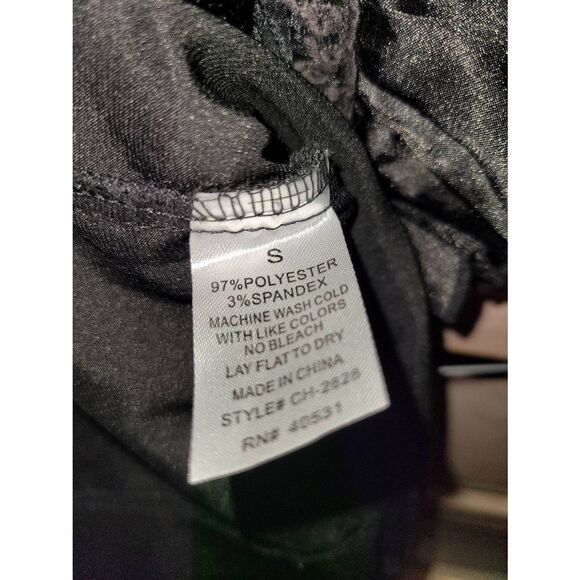 S
97%POLYESTER
3%SPANDEX
MACHINE WASH COLD
WITH LIKE COLORS
NO BLEACH
LAY FLAT TO DRY
MADE IN CHINA
STYLE# CH-2828
RN# 40531